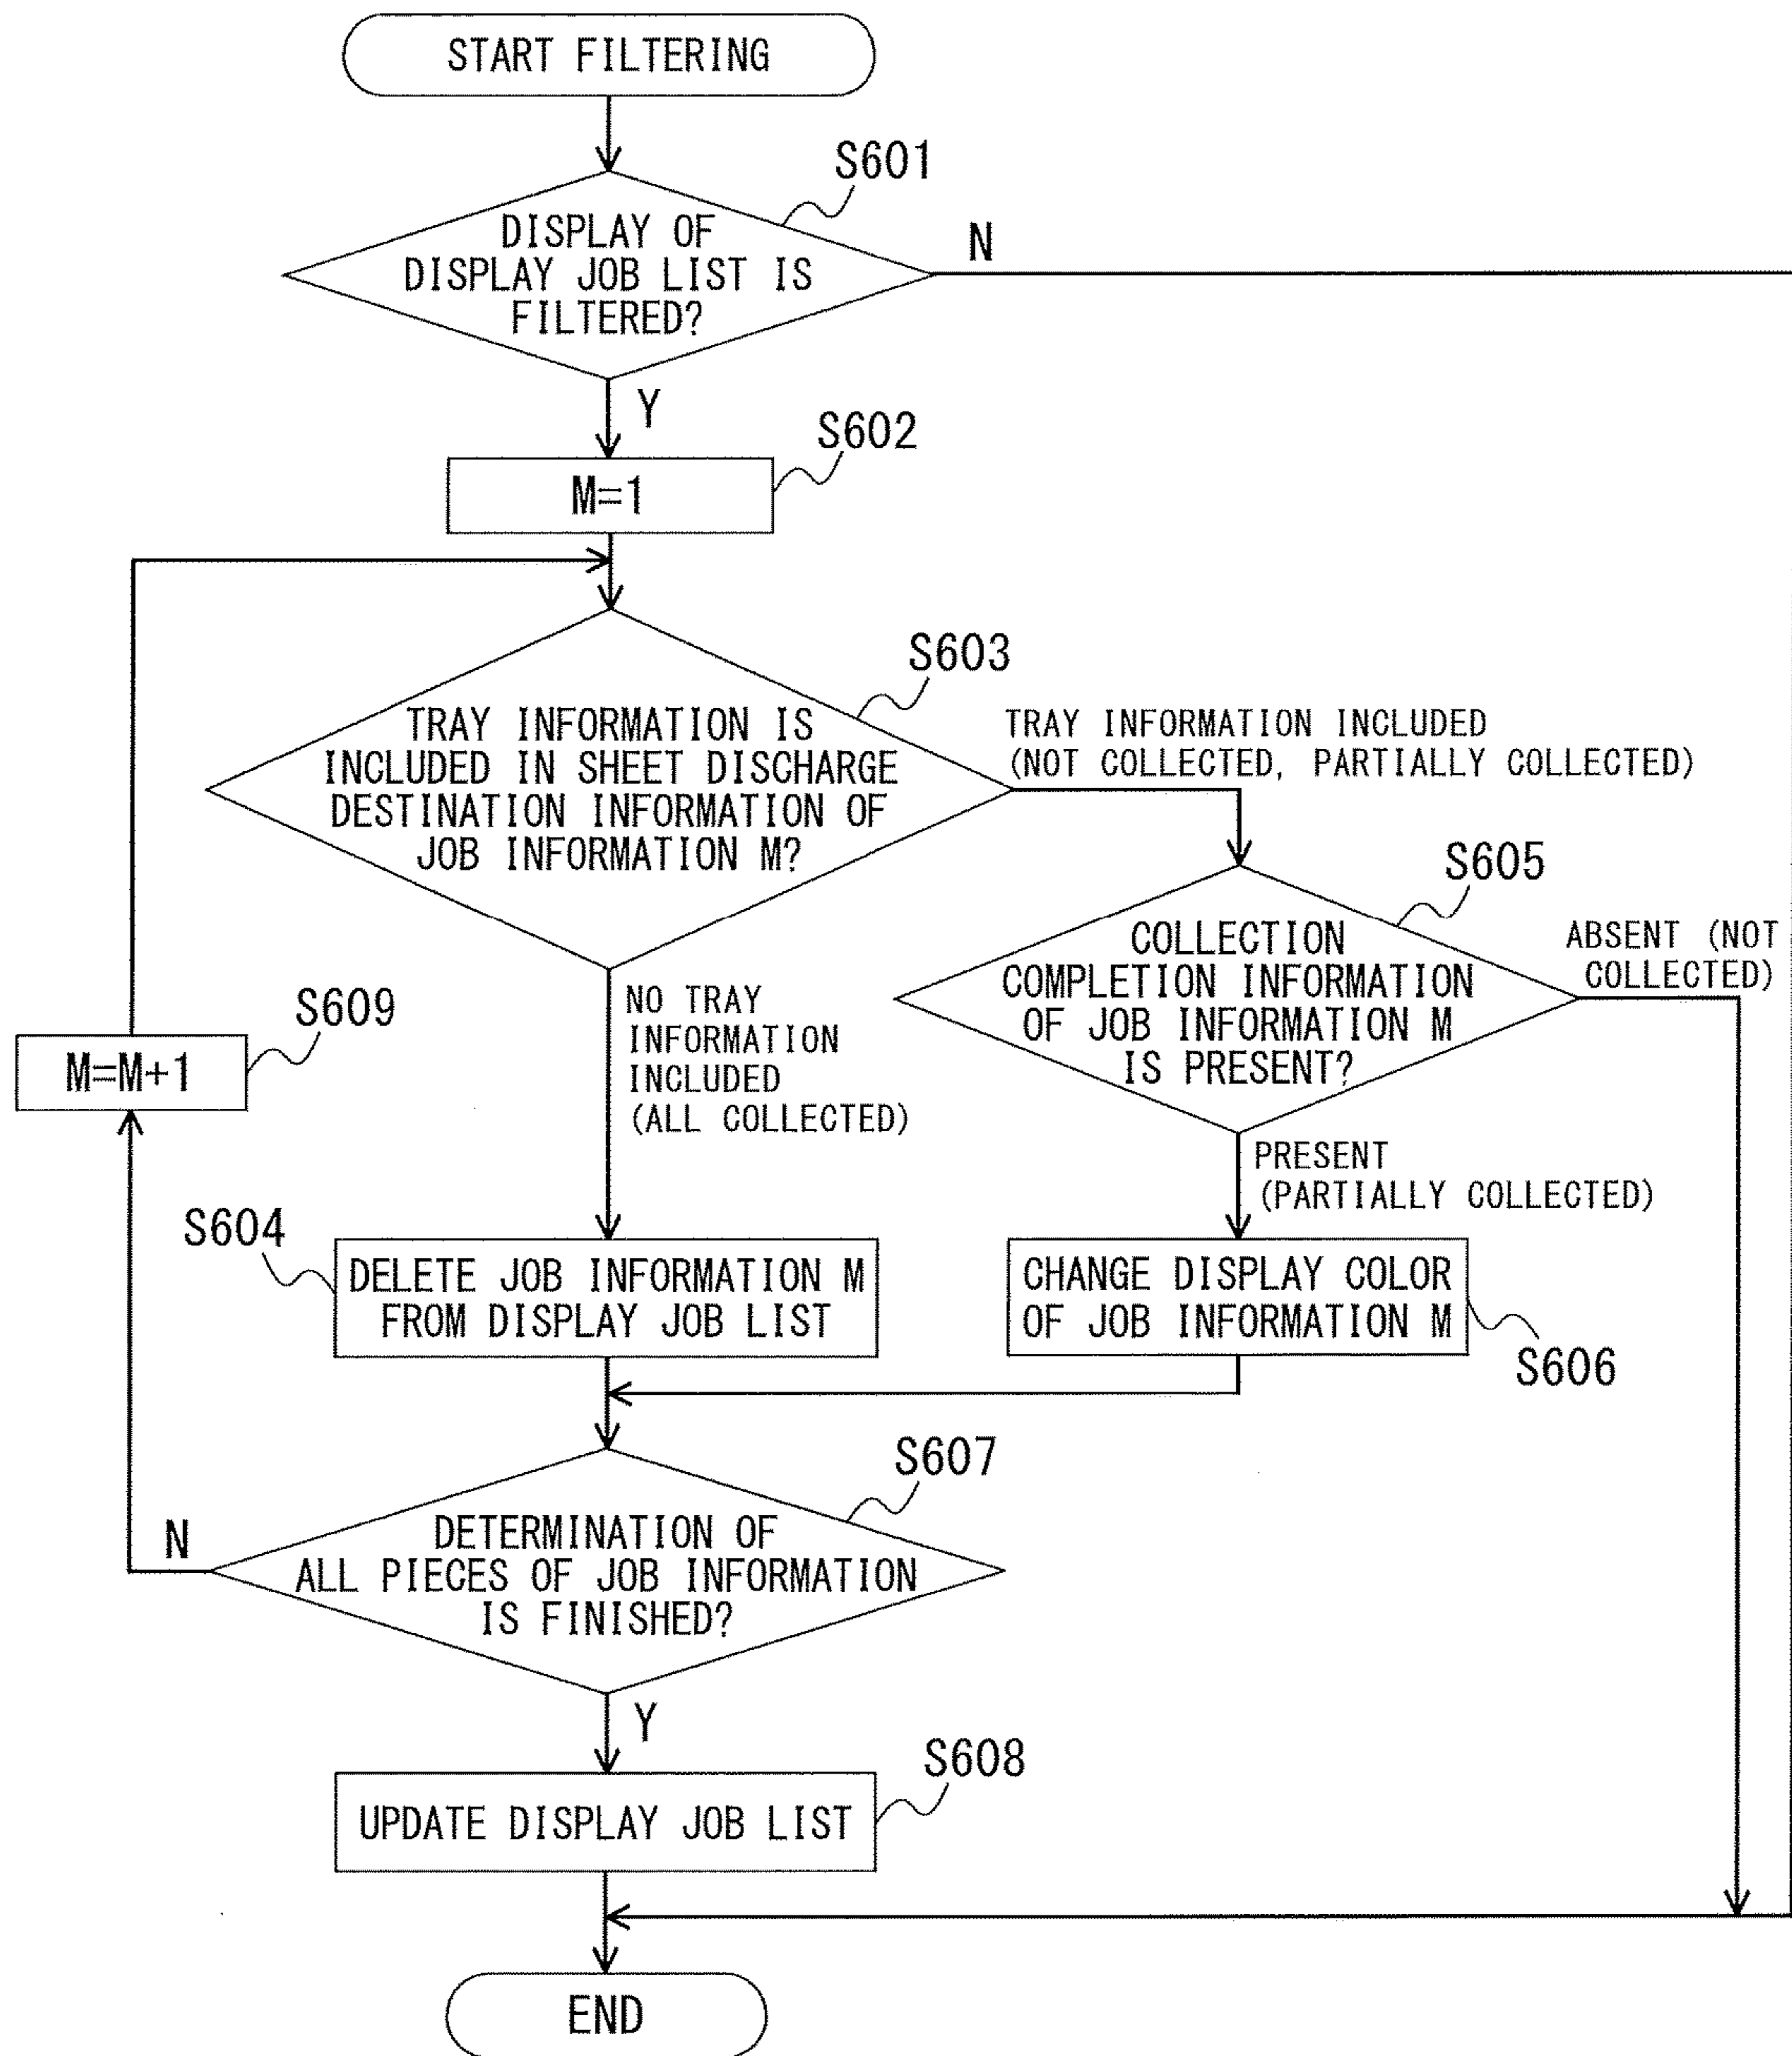 START FILTERING
S601
DISPLAY OF
DISPLAY JOB LIST IS
FILTERED?
N
Y
S602
M=1
S603
TRAY INFORMATION IS
INCLUDED IN SHEET DISCHARGE
DESTINATION INFORMATION OF
JOB INFORMATION M?
TRAY INFORMATION INCLUDED
(NOT COLLECTED, PARTIALLY COLLECTED)
S605
COLLECTION
COMPLETION INFORMATION
OF JOB INFORMATION M
IS PRESENT?
ABSENT (NOT
COLLECTED)
NO TRAY
INFORMATION
INCLUDED
(ALL COLLECTED)
S609
M=M+1
PRESENT
(PARTIALLY COLLECTED)
S604
DELETE JOB INFORMATION M
FROM DISPLAY JOB LIST
CHANGE DISPLAY COLOR
OF JOB INFORMATION M
S606
S607
DETERMINATION OF
ALL PIECES OF JOB INFORMATION
IS FINISHED?
N
Y
S608
UPDATE DISPLAY JOB LIST
END